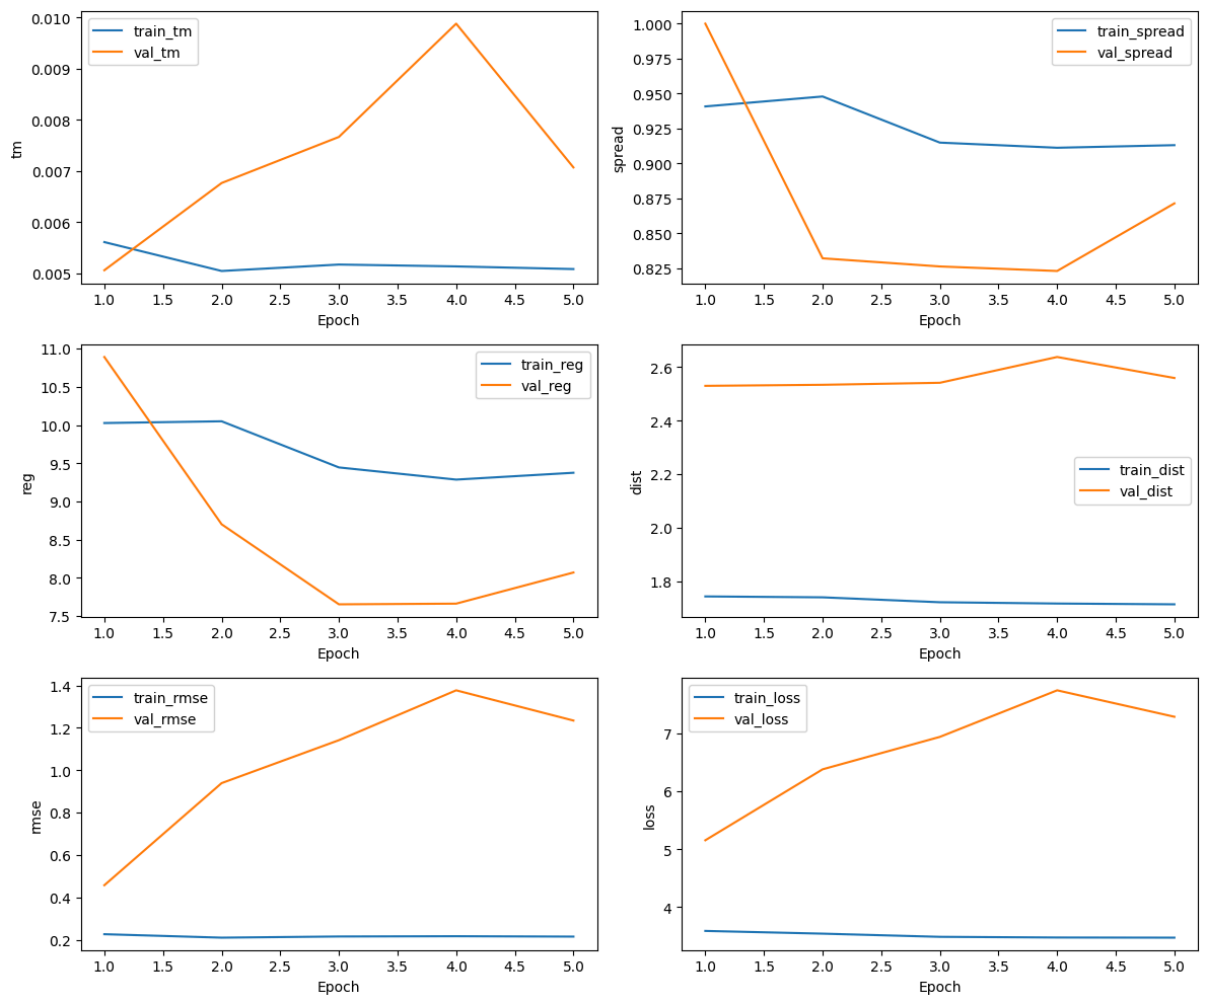 0.010
0.009
0.008
0.007
0.006
0.005
tm
train_tm
val_tm
1.0 1.5 2.0 2.5 3.0 3.5 4.0 4.5 5.0
Epoch
1.000
0.975
0.950
0.925
0.900
0.875
0.850
0.825
spread
train_spread
val_spread
1.0 1.5 2.0 2.5 3.0 3.5 4.0 4.5 5.0
Epoch
11.0
10.5
10.0
9.5
9.0
8.5
8.0
7.5
reg
train_reg
val_reg
1.0 1.5 2.0 2.5 3.0 3.5 4.0 4.5 5.0
Epoch
2.6
2.4
2.2
2.0
1.8
dist
train_dist
val_dist
1.0 1.5 2.0 2.5 3.0 3.5 4.0 4.5 5.0
Epoch
1.4
1.2
1.0
0.8
0.6
0.4
0.2
rmse
train_rmse
val_rmse
1.0 1.5 2.0 2.5 3.0 3.5 4.0 4.5 5.0
Epoch
7
6
5
4
loss
train_loss
val_loss
1.0 1.5 2.0 2.5 3.0 3.5 4.0 4.5 5.0
Epoch